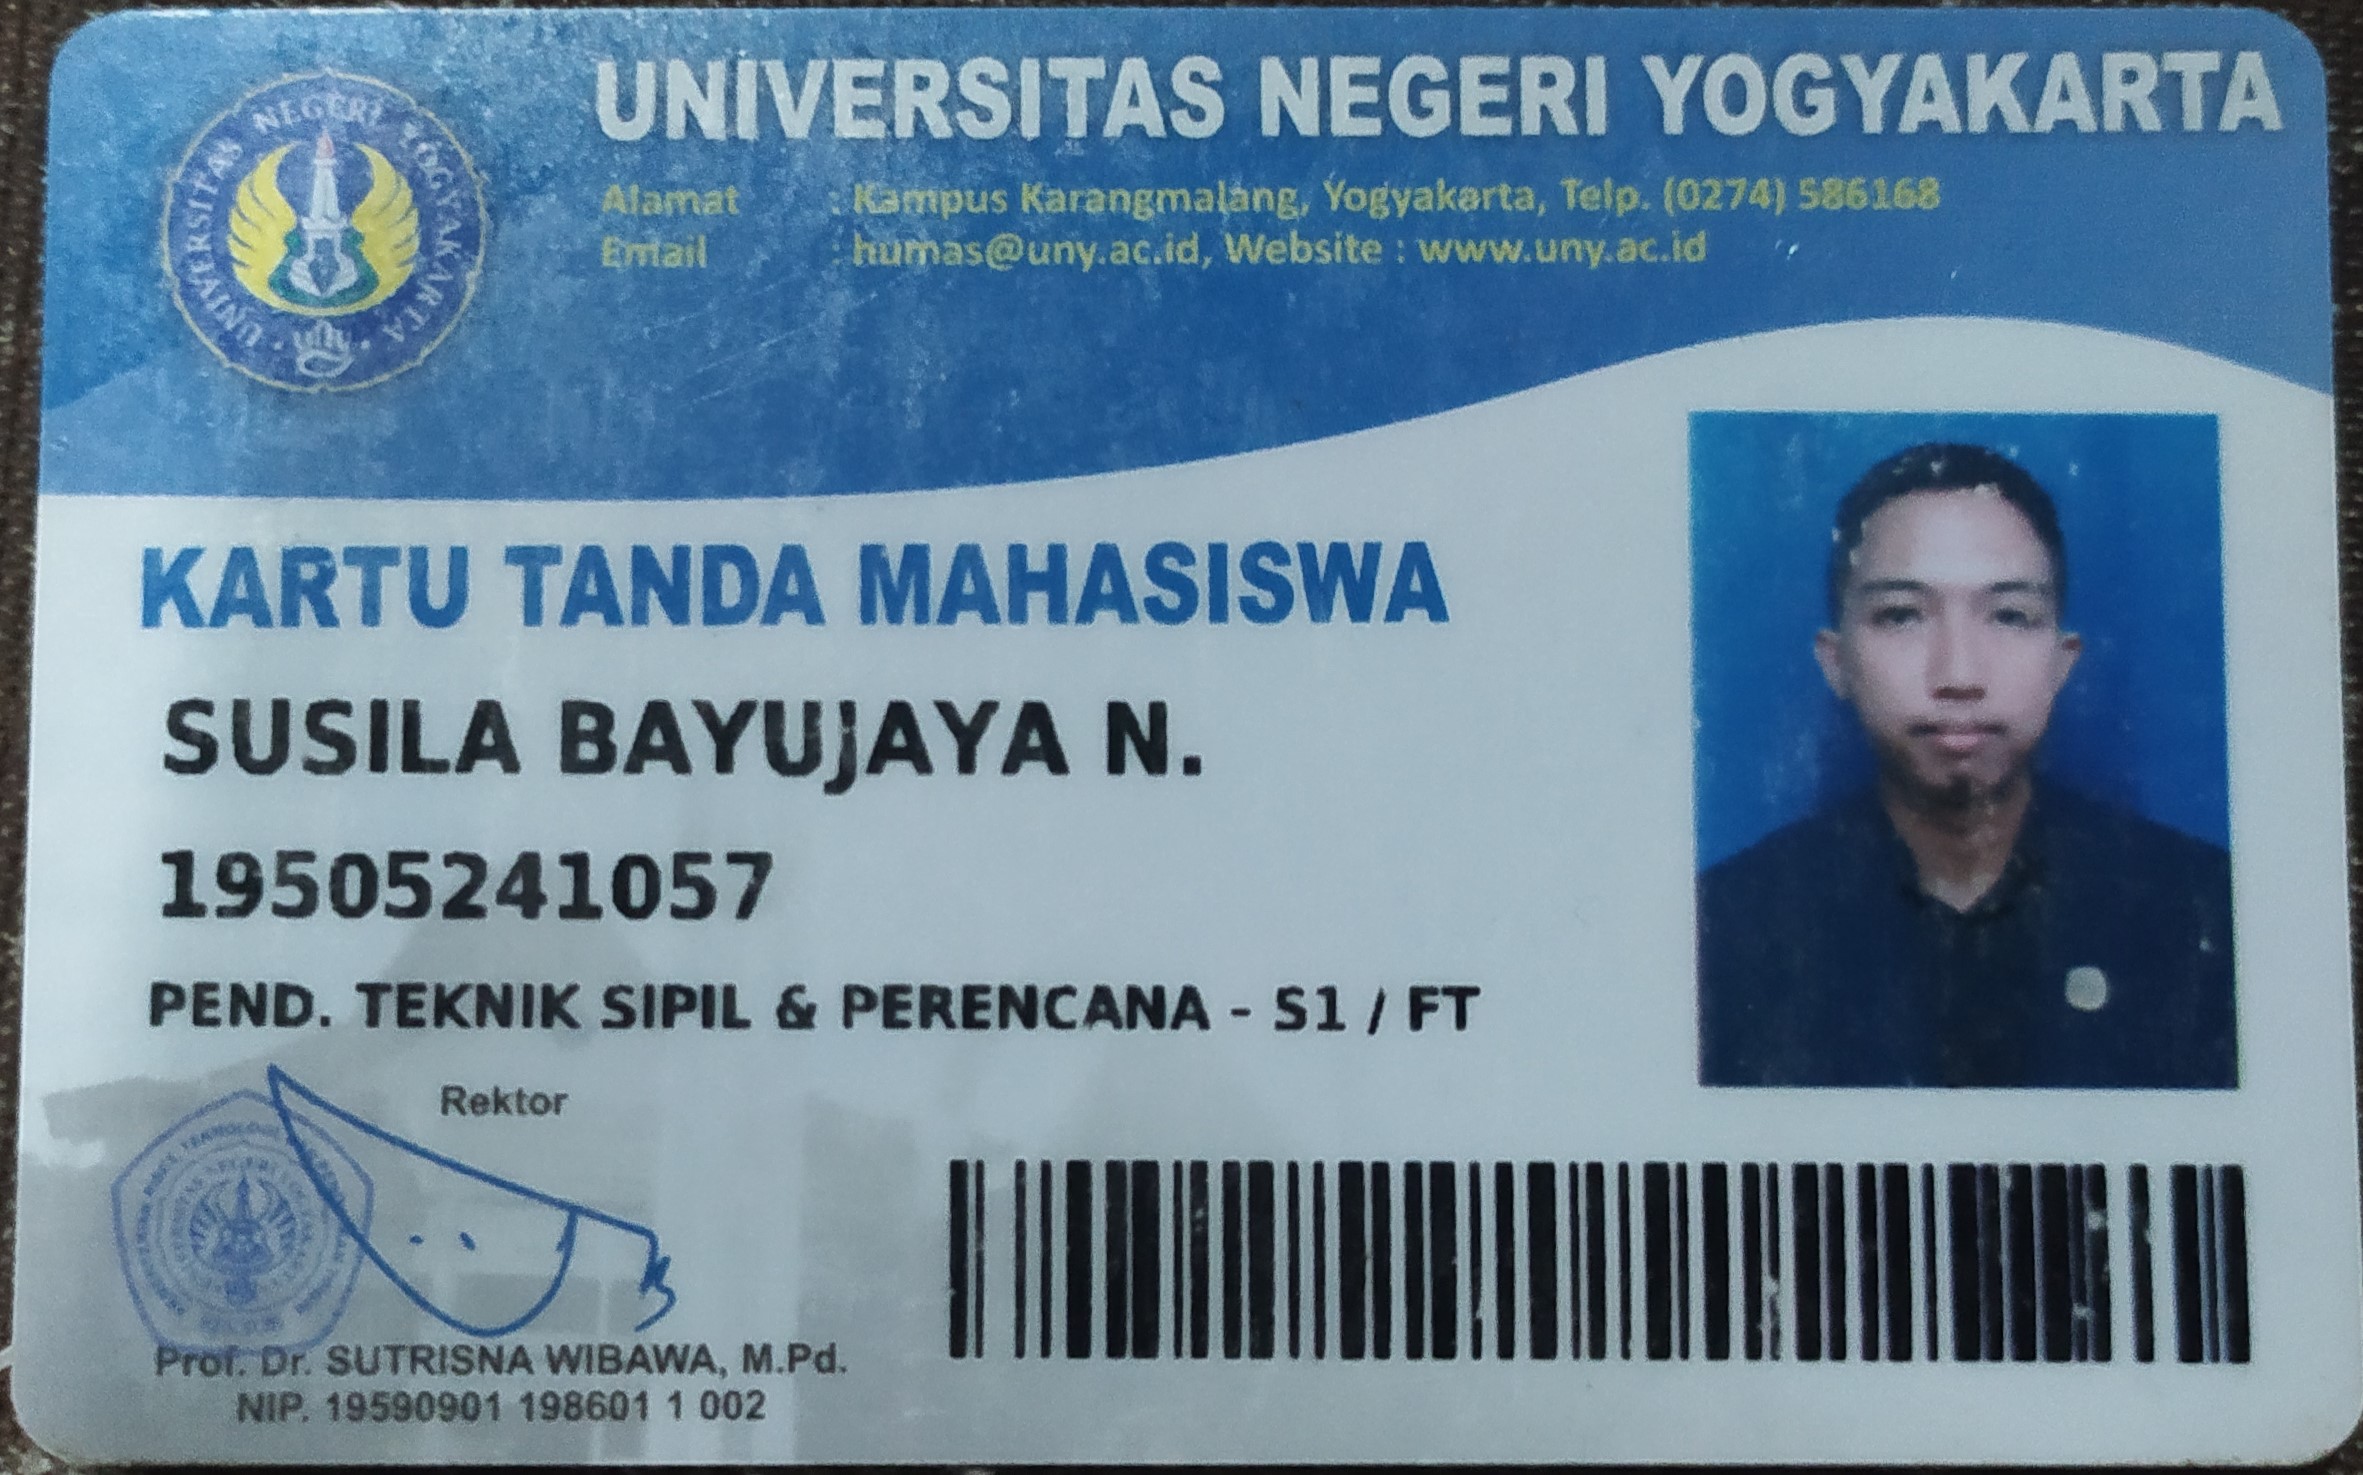 UNIVERSITAS NEGERI YOGYAKARTA
Alamat : Kampus Karangmalang, Yogyakarta, Telp. (0274) 586168
Email : humas@uny.ac.id, Website : www.uny.ac.id
UNIVERSITAS NEGERI YOGYAKARTA
uny
KARTU TANDA MAHASISWA
SUSILA BAYUJAYA N.
19505241057
PEND. TEKNIK SIPIL & PERENCANA - S1 / FT
Rektor
Prof. Dr. SUTRISNA WIBAWA, M.Pd.
NIP. 19590901 198601 1 002